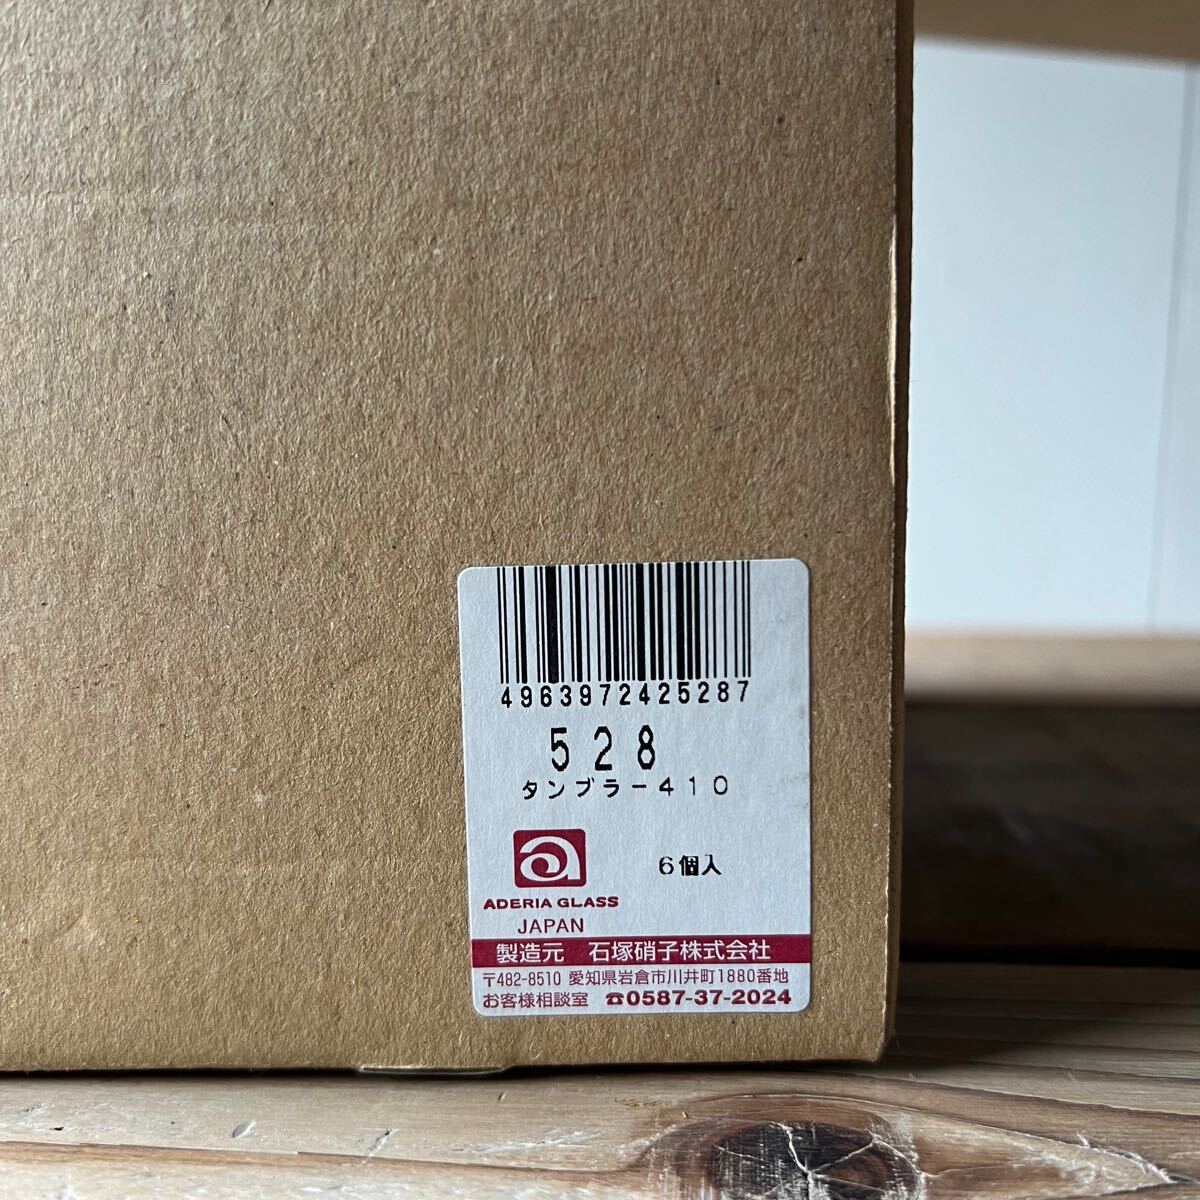 4963972425287
528
タンブラー410
6個入
ADERIA GLASS
JAPAN
製造元 石塚硝子株式会社
〒482-8510 愛知県岩倉市川井町1880番地
お客様相談室 ☎0587-37-2024